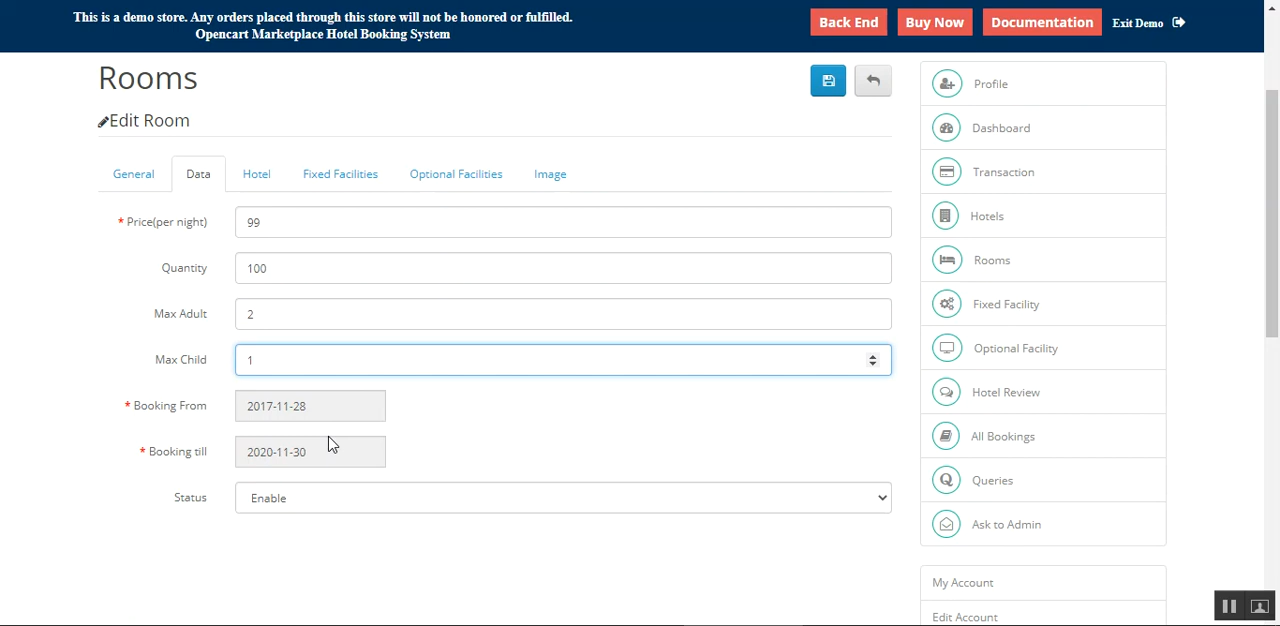 This is a demo store. Any orders placed through this store will not be honored or fulfilled.
Opencart Marketplace Hotel Booking System
Back End
Buy Now
Documentation
Exit Demo
Rooms
Edit Room
General
Data
Hotel
Fixed Facilities
Optional Facilities
Image
* Price(per night)
99
Quantity
100
Max Adult
2
Max Child
1
* Booking From
2017-11-28
* Booking till
2020-11-30
Status
Enable
Profile
Dashboard
Transaction
Hotels
Rooms
Fixed Facility
Optional Facility
Hotel Review
All Bookings
Q Queries
Ask to Admin
My Account
Edit Account